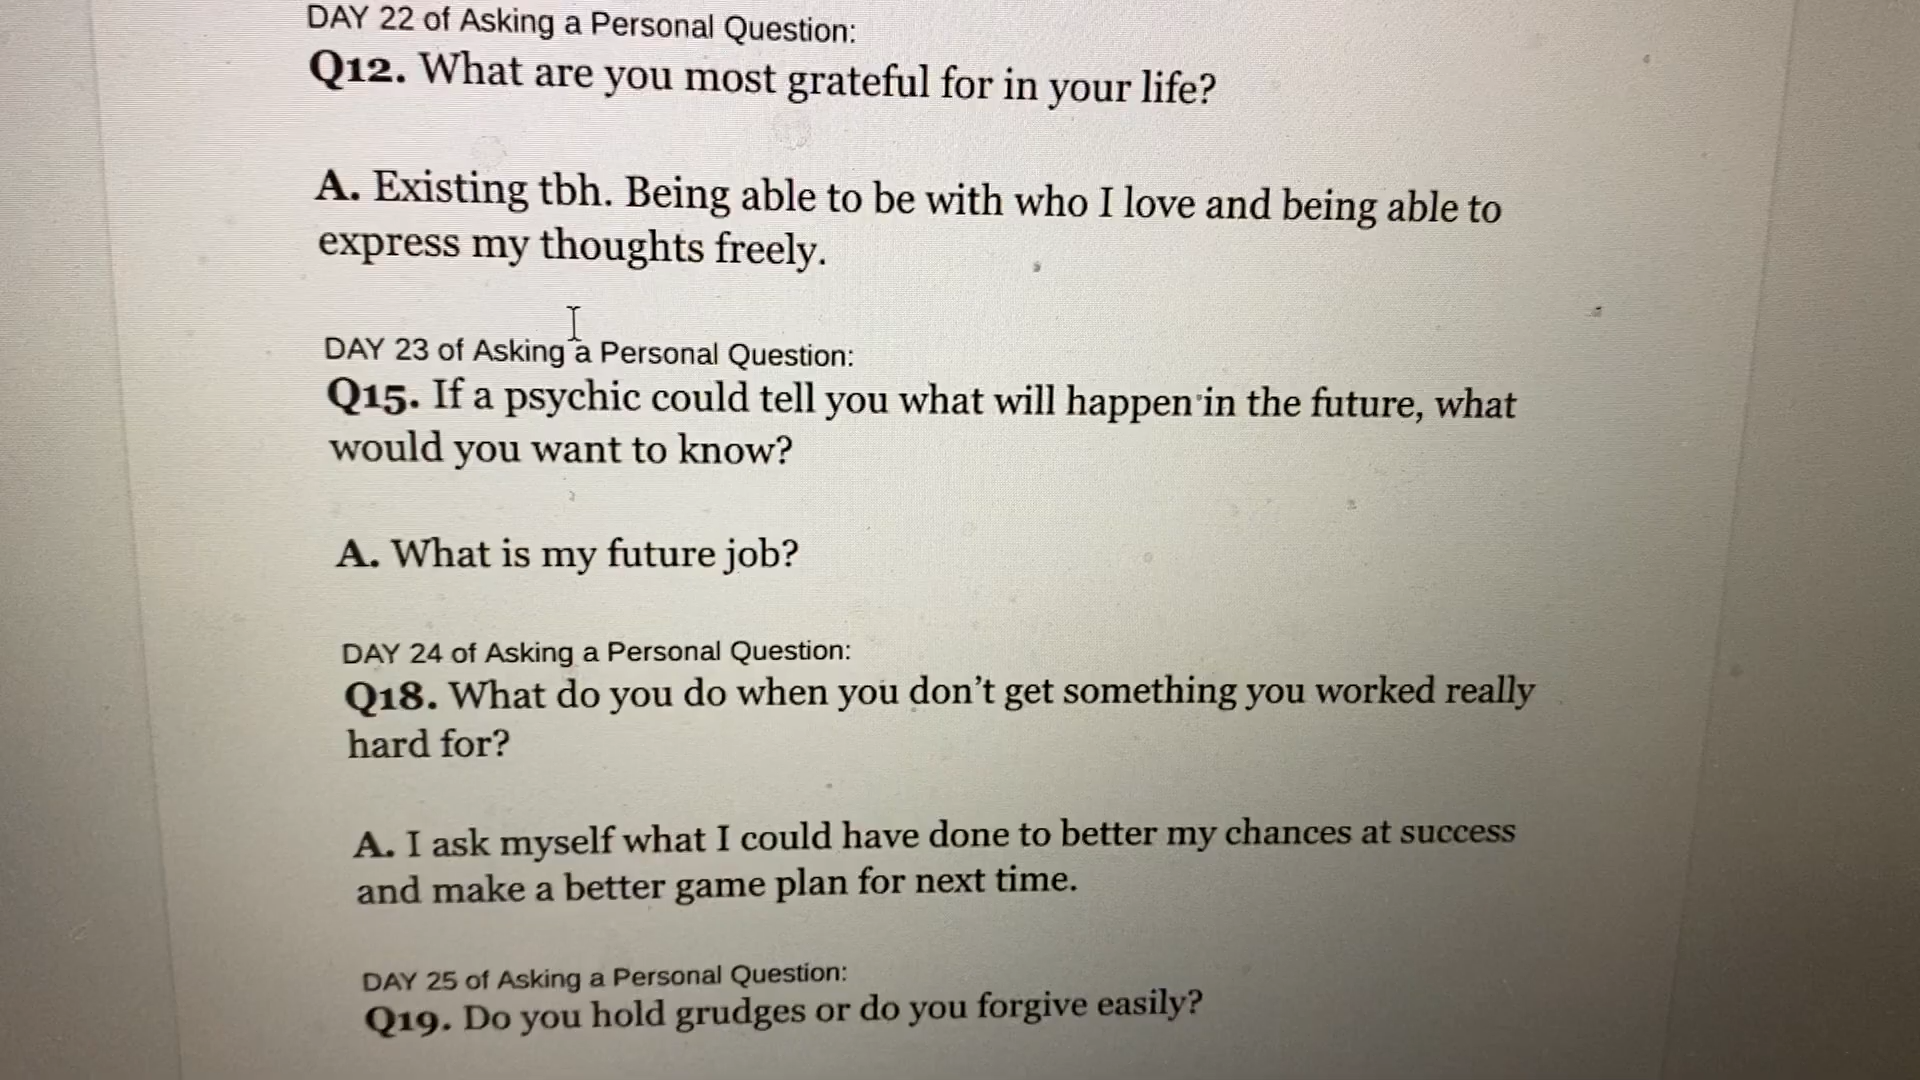 DAY 22 of Asking a Personal Question:
Q12. What are you most grateful for in your life?
A. Existing tbh. Being able to be with who I love and being able to
express my thoughts freely.
DAY 23 of Asking a Personal Question:
Q15. If a psychic could tell you what will happen in the future, what
would you want to know?
A. What is my future job?
DAY 24 of Asking a Personal Question:
Q18. What do you do when you don’t get something you worked really
hard for?
A. I ask myself what I could have done to better my chances at success
and make a better game plan for next time.
DAY 25 of Asking a Personal Question:
Q19. Do you hold grudges or do you forgive easily?